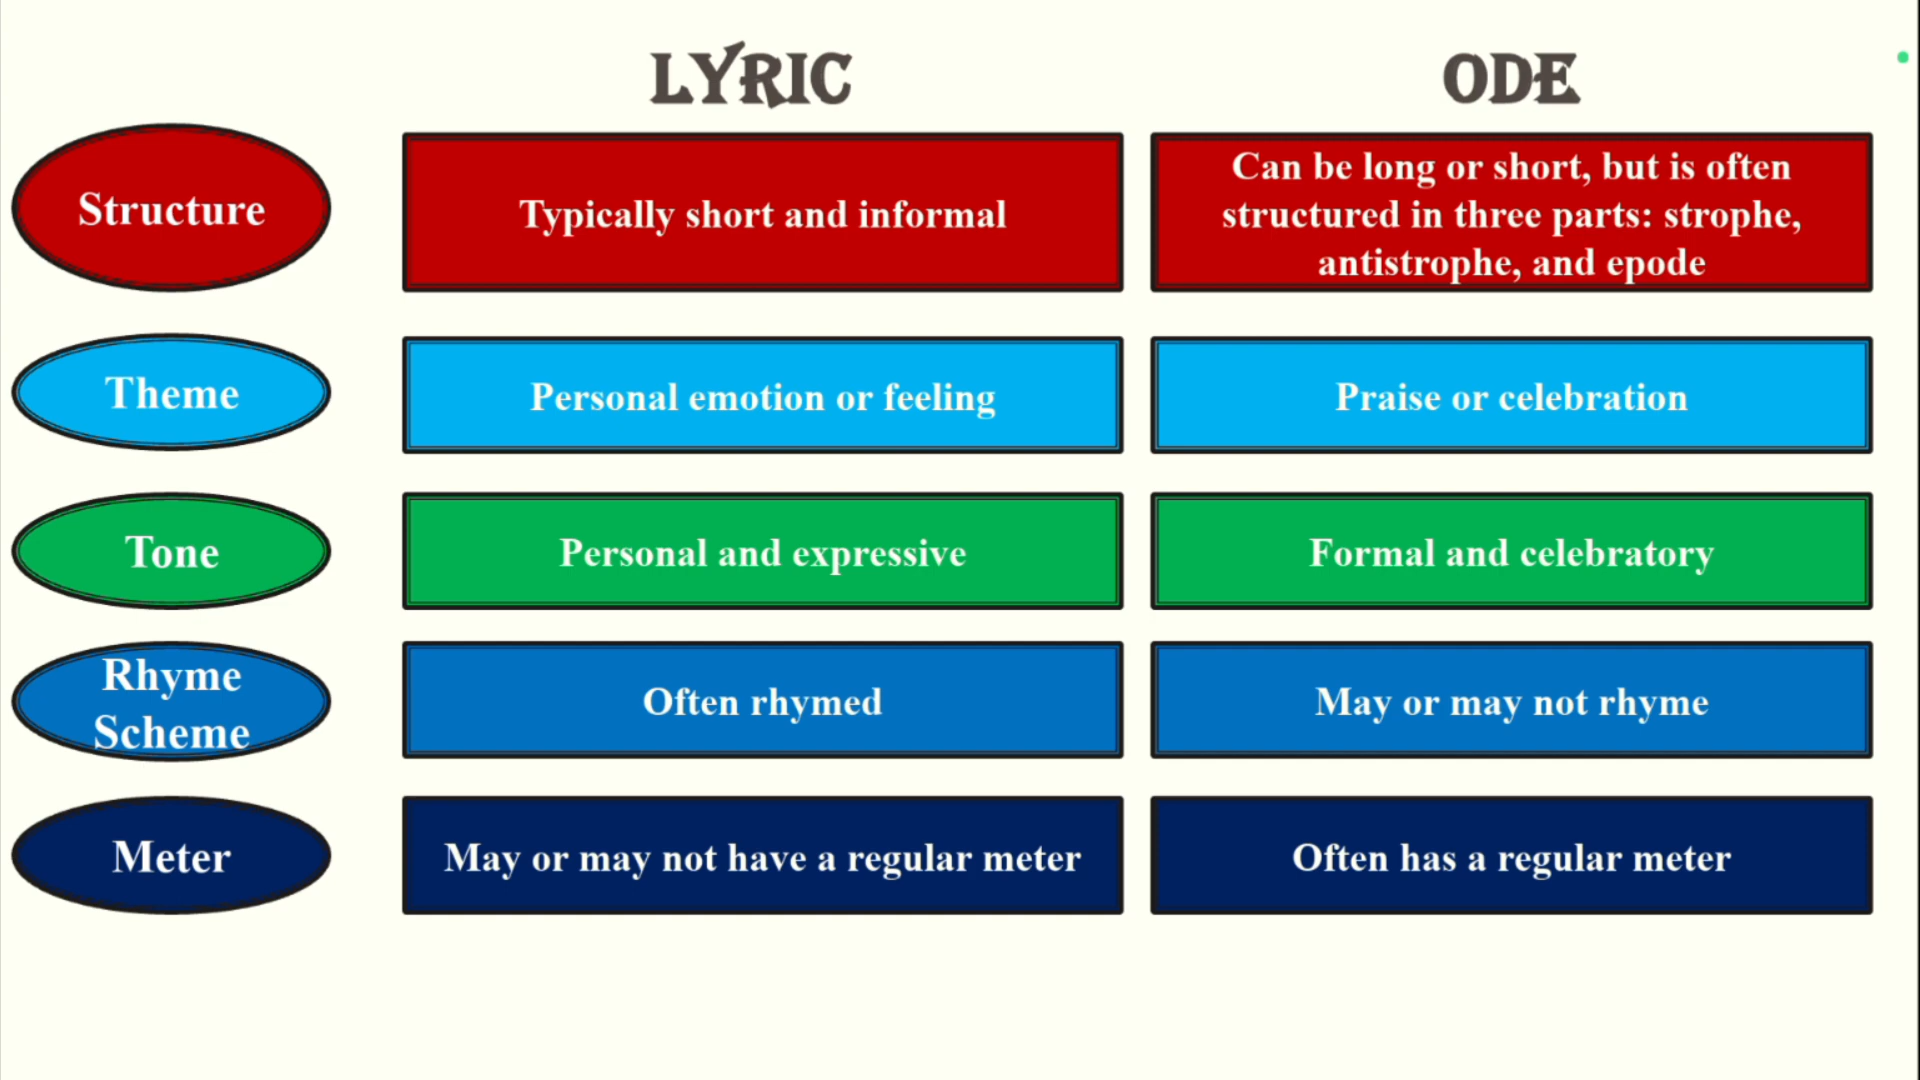 LYRIC
ODE
Structure
Typically short and informal
Can be long or short, but is often
structured in three parts: strophe,
antistrophe, and epode
Theme
Personal emotion or feeling
Praise or celebration
Tone
Personal and expressive
Formal and celebratory
Rhyme
Scheme
Often rhymed
May or may not rhyme
Meter
May or may not have a regular meter
Often has a regular meter